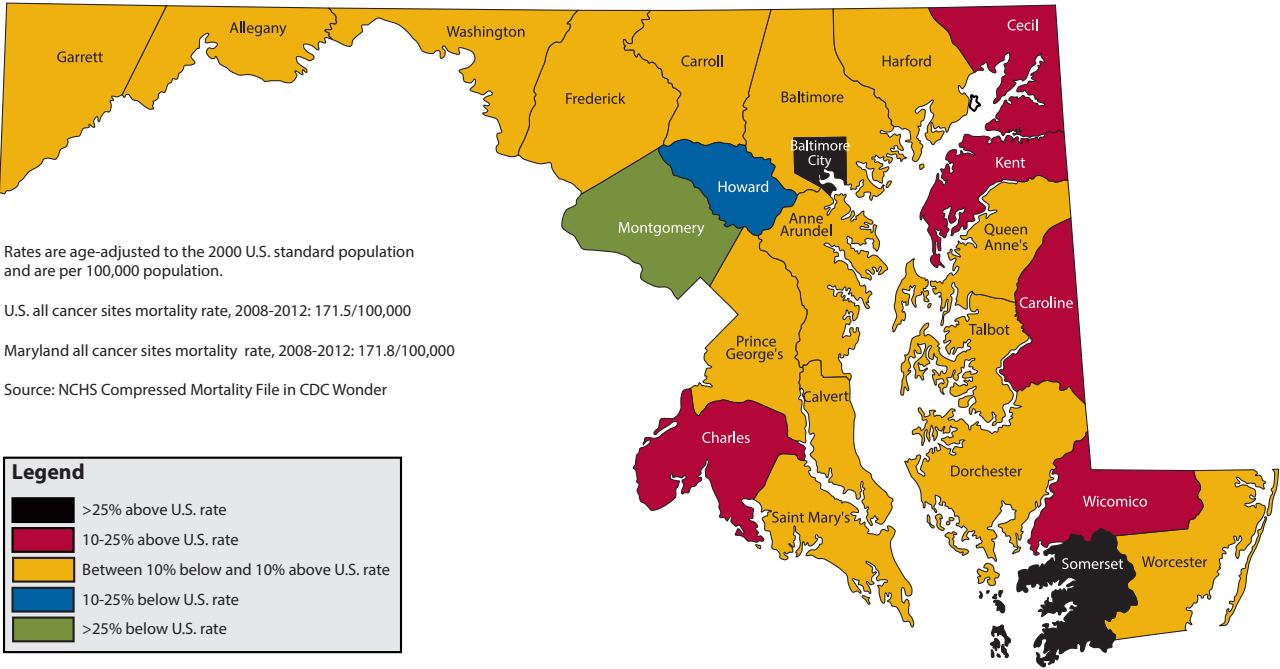 Garrett
Allegany
Washington
Frederick
Carroll
Baltimore
Harford
Cecil
Baltimore
City
Kent
Howard
Montgomery
Anne
Arundel
Queen
Anne's
Caroline
Talbot
Prince
George's
Calvert
Charles
Saint Mary's
Dorchester
Wicomico
Somerset
Worcester
Rates are age-adjusted to the 2000 U.S. standard population
and are per 100,000 population.
U.S. all cancer sites mortality rate, 2008-2012: 171.5/100,000
Maryland all cancer sites mortality rate, 2008-2012: 171.8/100,000
Source: NCHS Compressed Mortality File in CDC Wonder
Legend
>25% above U.S. rate
10-25% above U.S. rate
Between 10% below and 10% above U.S. rate
10-25% below U.S. rate
>25% below U.S. rate